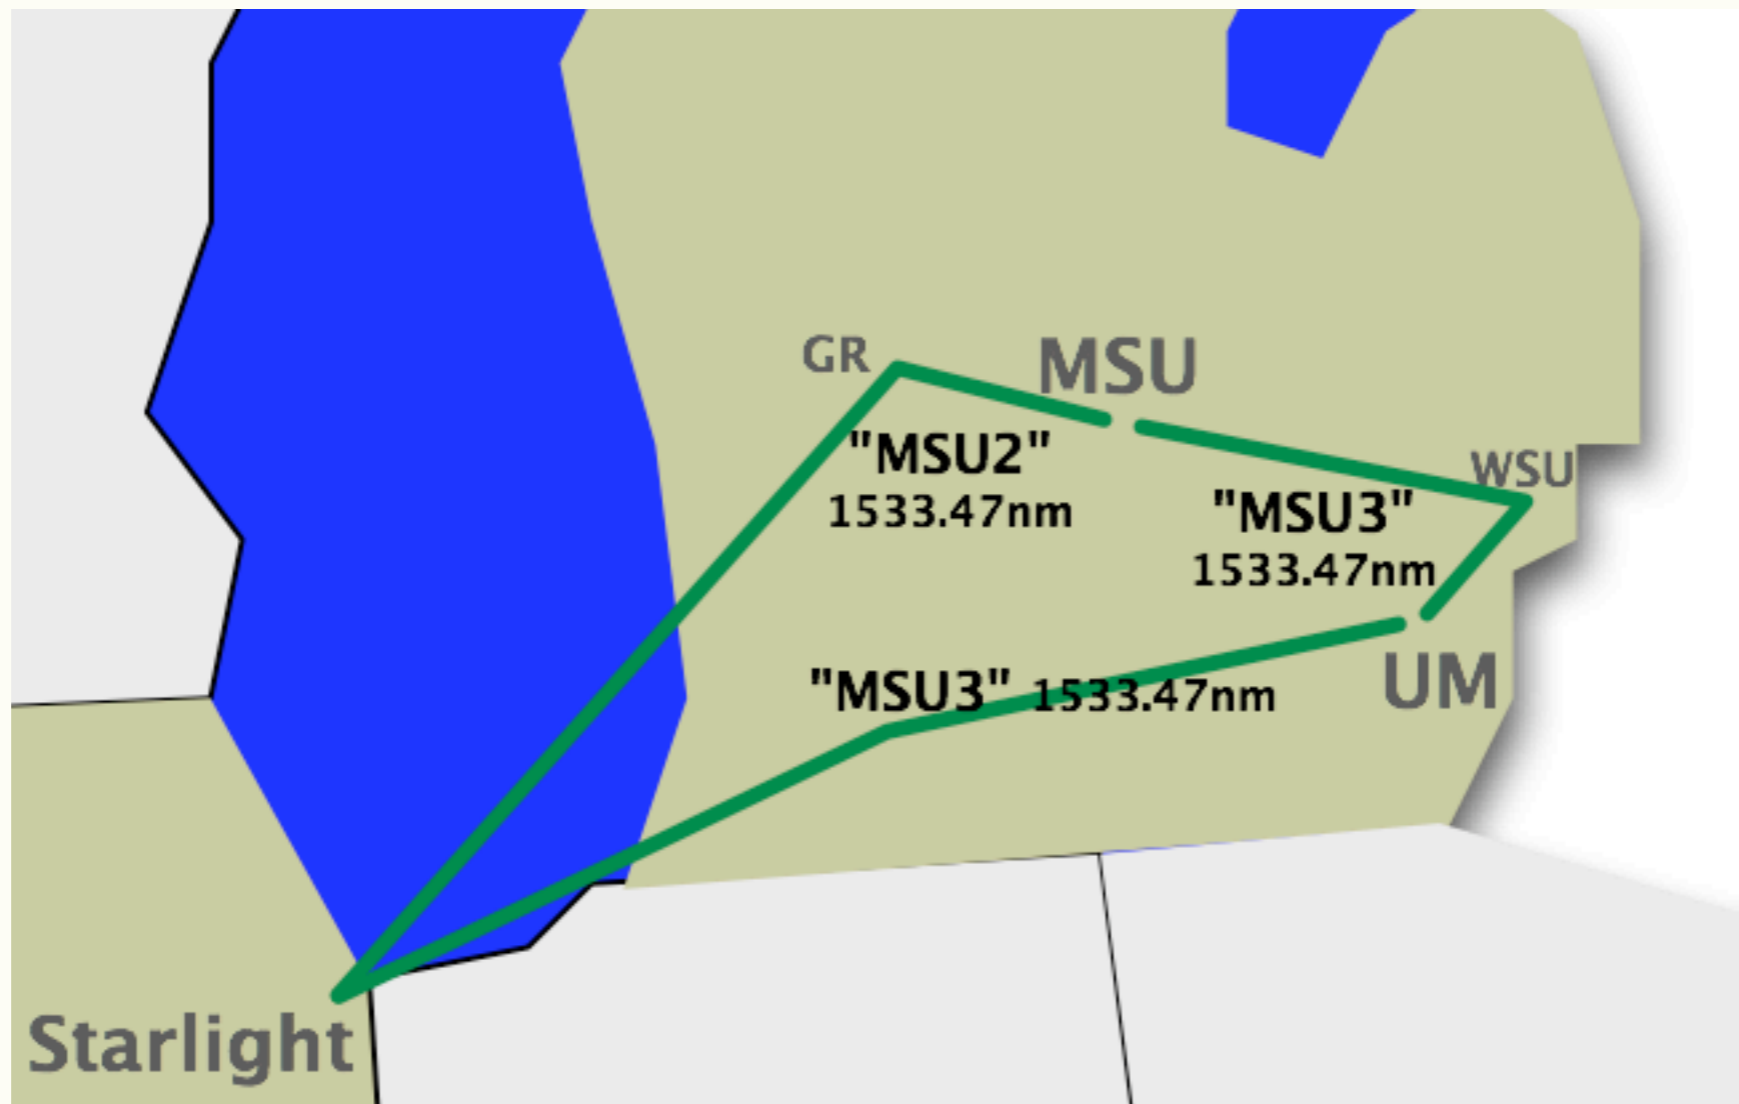 GR
MSU
"MSU2"
1533.47nm
WSU
"MSU3"
1533.47nm
"MSU3" 1533.47nm
UM
Starlight